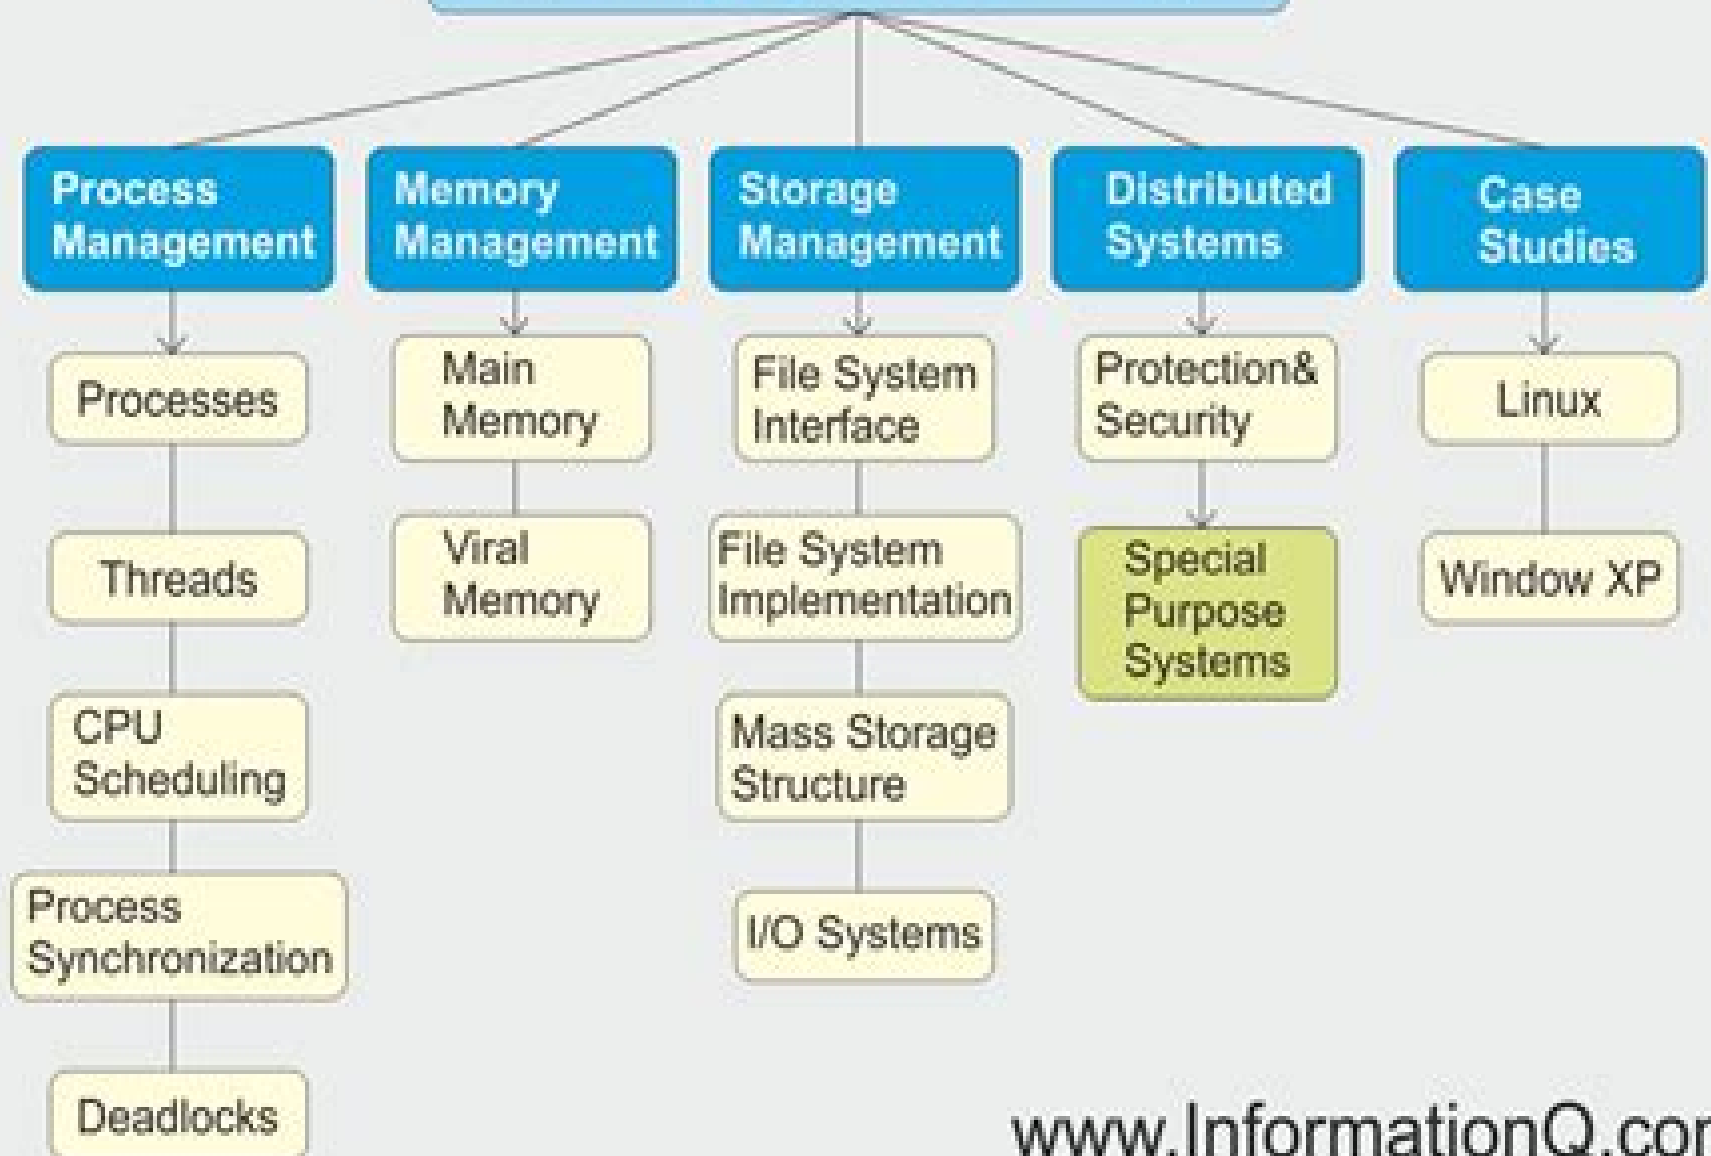 Process
Management
Memory
Management
Storage
Management
Distributed
Systems
Case
Studies
Processes
Threads
CPU
Scheduling
Process
Synchronization
Deadlocks
Main
Memory
Viral
Memory
File System
Interface
File System
Implementation
Mass Storage
Structure
I/O Systems
Protection&
Security
Special
Purpose
Systems
Linux
Window XP
www.InformationQ.com